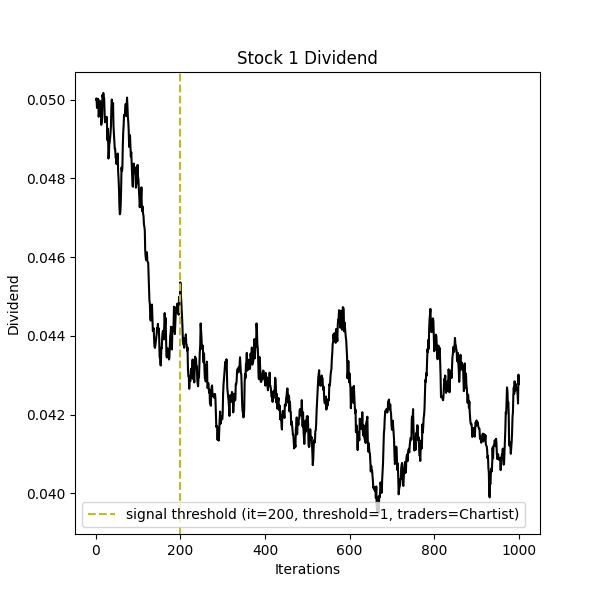 Stock 1 Dividend
0.050
0.048
0.046
0.044
0.042
0.040
Dividend
signal threshold (it=200, threshold=1, traders=Chartist)
0 200 400 600 800 1000
Iterations